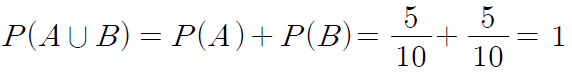 P(A ∪ B) = P(A) + P(B) = 5/10 + 5/10 = 1